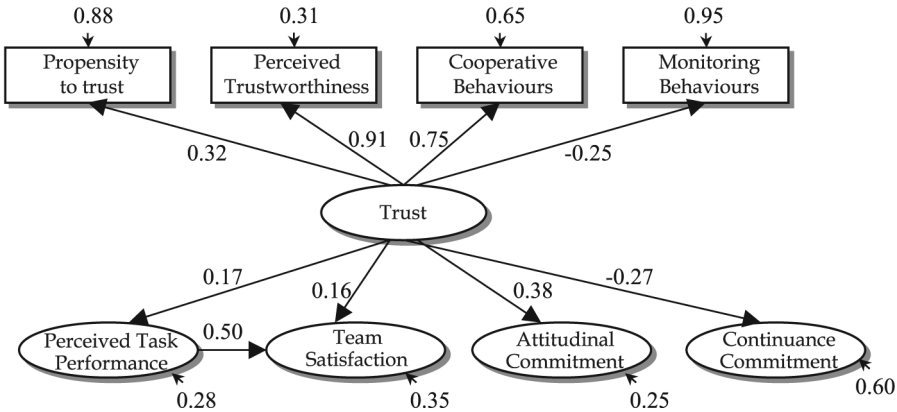 0.88
0.31
0.65
0.95
Propensity
to trust
Perceived
Trustworthiness
Cooperative
Behaviours
Monitoring
Behaviours
0.32
0.91
0.75
-0.25
Trust
0.17
0.16
0.38
-0.27
Perceived Task
Performance
0.50
Team
Satisfaction
Attitudinal
Commitment
Continuance
Commitment
0.28
0.35
0.25
0.60